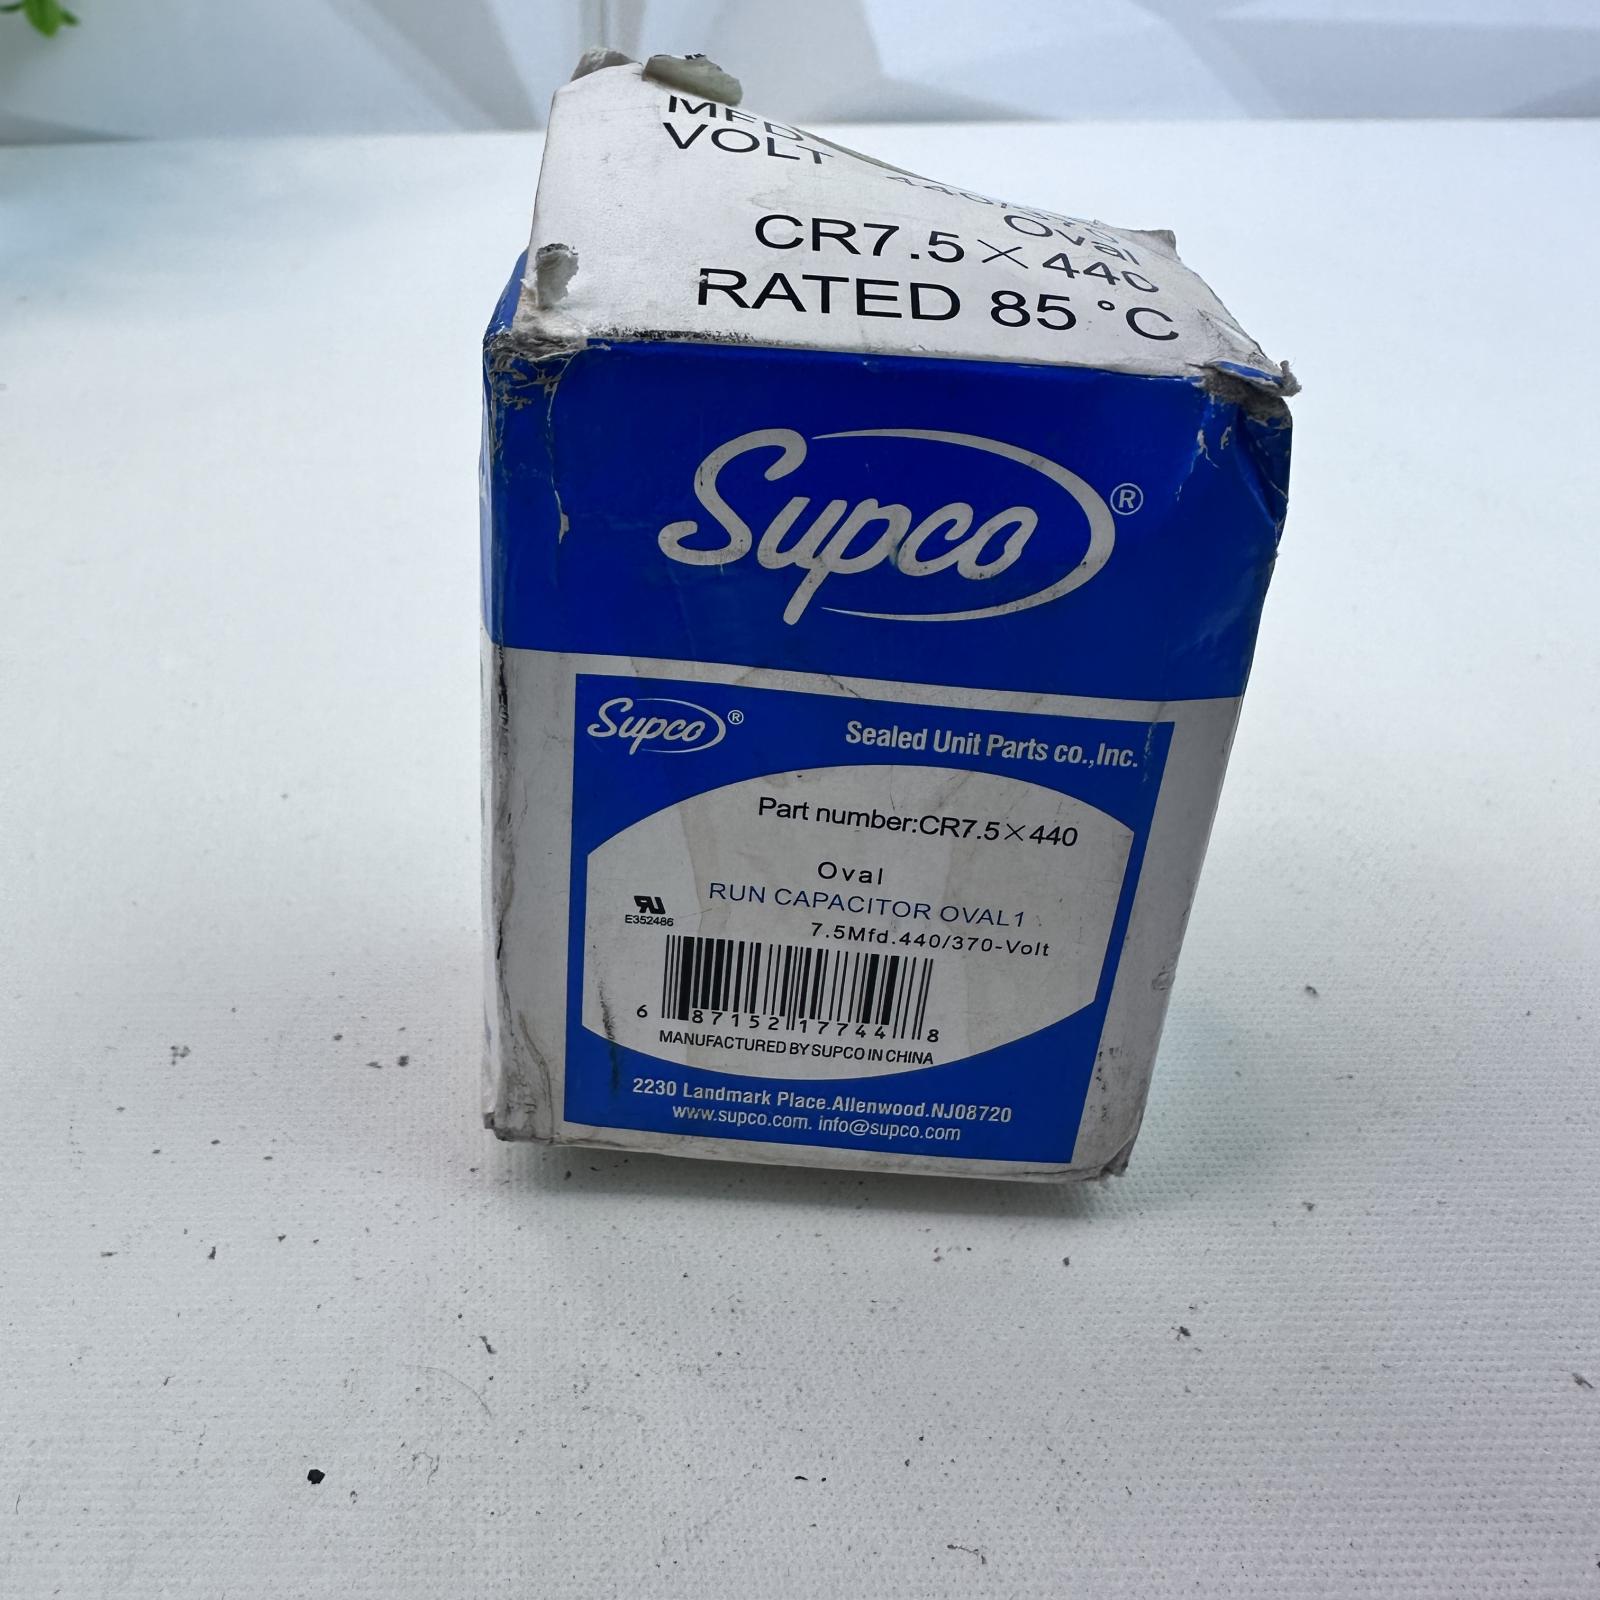 MFD
VOLT
Oval
CR7.5×440
RATED 85°C
Supco®
Supco®
Sealed Unit Parts co.,Inc.
Part number:CR7.5×440
Oval
RUN CAPACITOR OVAL1
E352486
7.5Mfd.440/370-Volt
6 87152 17744 8
MANUFACTURED BY SUPCO IN CHINA
2230 Landmark Place.Allenwood.NJ08720
www.supco.com. info@supco.com